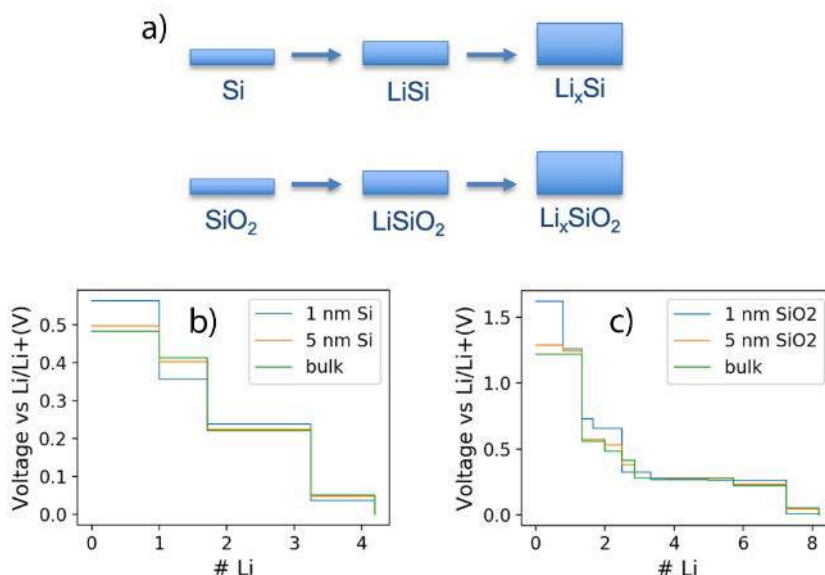 a)
Si LiSi LiₓSi
SiO₂ LiSiO₂ LiₓSiO₂
b)
Voltage vs Li/Li+(V)
0.5
0.4
0.3
0.2
0.1
0.0
1 nm Si
5 nm Si
bulk
0 1 2 3 4
# Li
c)
Voltage vs Li/Li+(V)
1.5
1.0
0.5
0.0
1 nm SiO2
5 nm SiO2
bulk
0 2 4 6 8
# Li